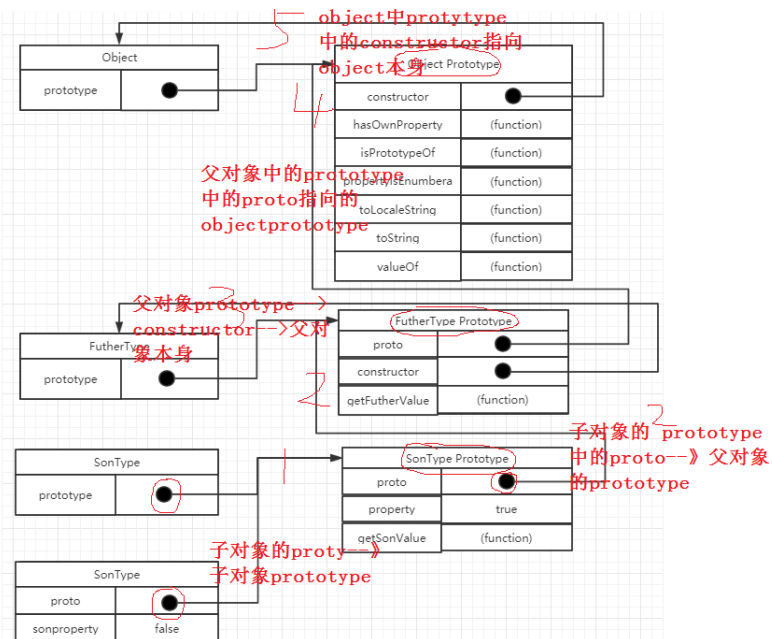 object中protytype
中的constructor指向
object本身
5
Object
Object Prototype
prototype
constructor
4
hasOwnProperty
(function)
isPrototypeOf
(function)
父对象中的prototype
中的proto指向的
objectprototype
propertyIsEnumbera
(function)
toLocaleString
(function)
toString
(function)
valueOf
(function)
3
父对象prototype -->
constructor-->父对
象本身
FutherType
FutherType Prototype
proto
prototype
constructor
2
getFutherValue
(function)
2
子对象的 prototype
中的proto--》父对象
的prototype
SonType
1
SonType Prototype
proto
prototype
property
true
getSonValue
(function)
子对象的proty--》
子对象prototype
SonType
proto
sonproperty
false